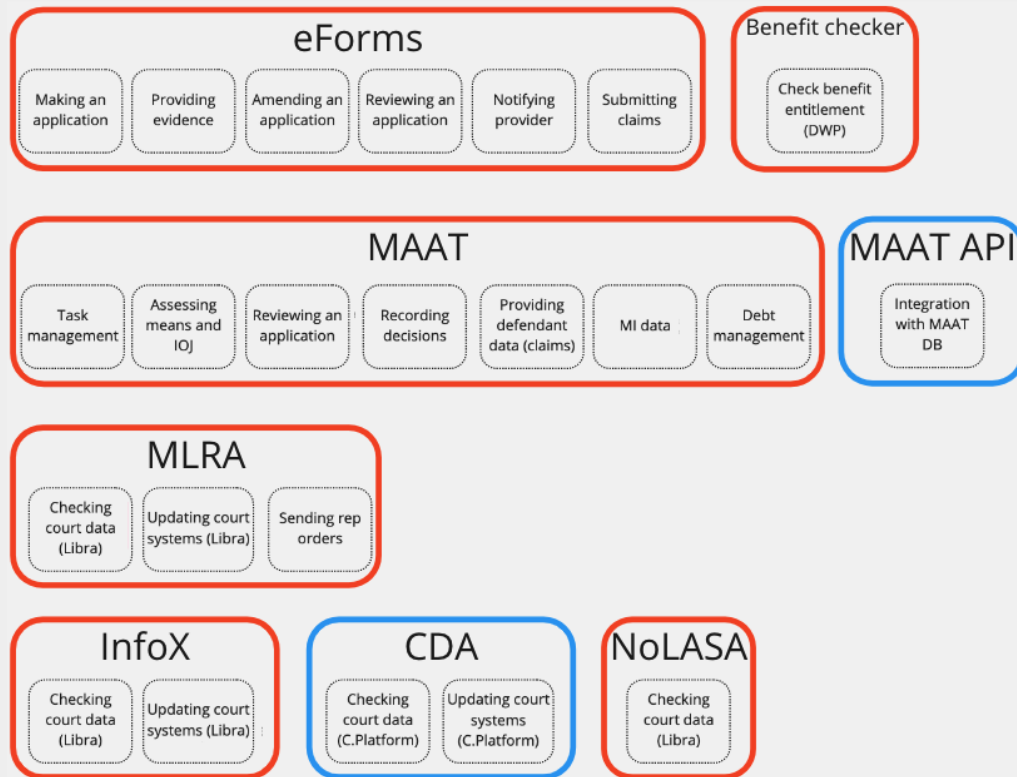 eForms
Making an
application
Providing
evidence
Amending an
application
Reviewing an
application
Notifying
provider
Submitting
claims
Benefit checker
Check benefit
entitlement
(DWP)
MAAT
Task
management
Assessing
means and
IOJ
Reviewing an
application
Recording
decisions
Providing
defendant
data (claims)
MI data
Debt
management
MAAT API
Integration
with MAAT
DB
MLRA
Checking
court data
(Libra)
Updating court
systems (Libra)
Sending rep
orders
InfoX
Checking
court data
(Libra)
Updating court
systems (Libra)
CDA
Checking
court data
(C.Platform)
Updating court
systems
(C.Platform)
NoLASA
Checking
court data
(Libra)